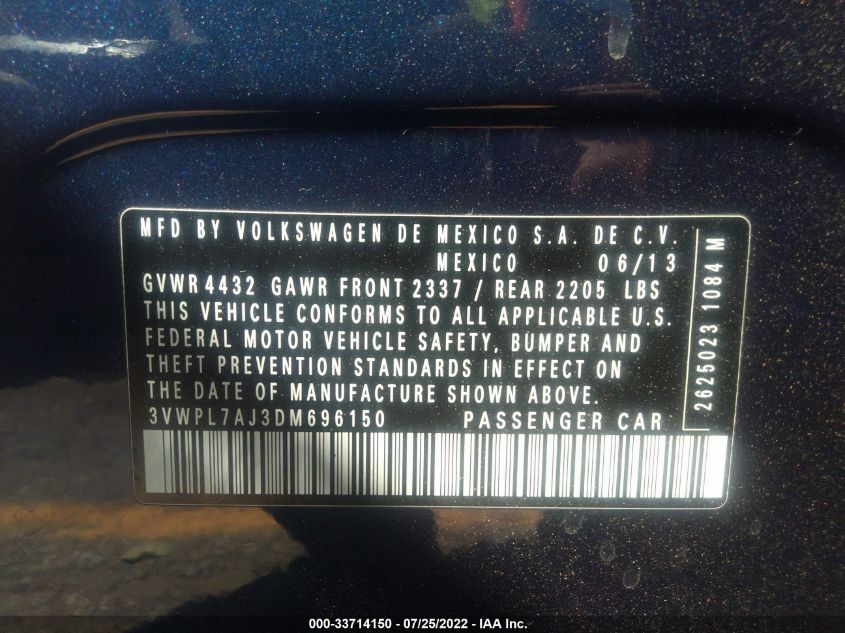 MFD BY VOLKSWAGEN DE MEXICO S.A. DE C.V.
MEXICO 06/13
GVWR 4432 GAWR FRONT 2337 / REAR 2205 LBS
THIS VEHICLE CONFORMS TO ALL APPLICABLE U.S.
FEDERAL MOTOR VEHICLE SAFETY, BUMPER AND
THEFT PREVENTION STANDARDS IN EFFECT ON
THE DATE OF MANUFACTURE SHOWN ABOVE.
3VWPL7AJ3DM696150 PASSENGER CAR
2625023 1084 M
000-33714150 - 07/25/2022 - IAA Inc.